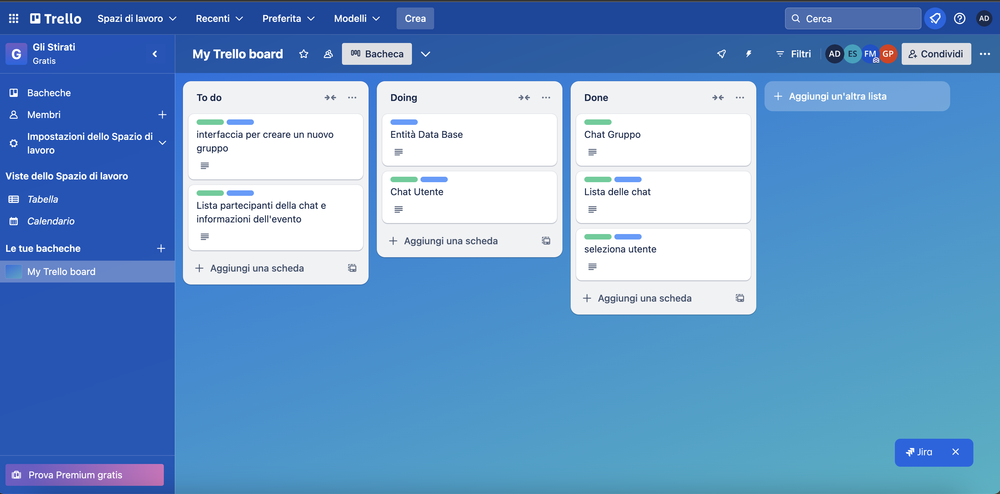 Trello
Spazi di lavoro
Recenti
Preferita
Modelli
Crea
Cerca
AD
G
Gli Stirati
Gratis
My Trello board
Bacheca
Filtri
AD
ES
FM
GP
Condividi
Bacheche
Membri
Impostazioni dello Spazio di
lavoro
Viste dello Spazio di lavoro
Tabella
Calendario
Le tue bacheche
My Trello board
Prova Premium gratis
To do
interfaccia per creare un nuovo
gruppo
Lista partecipanti della chat e
informazioni dell'evento
Aggiungi una scheda
Doing
Entità Data Base
Chat Utente
Aggiungi una scheda
Done
Chat Gruppo
Lista delle chat
seleziona utente
Aggiungi una scheda
Aggiungi un'altra lista
Jira